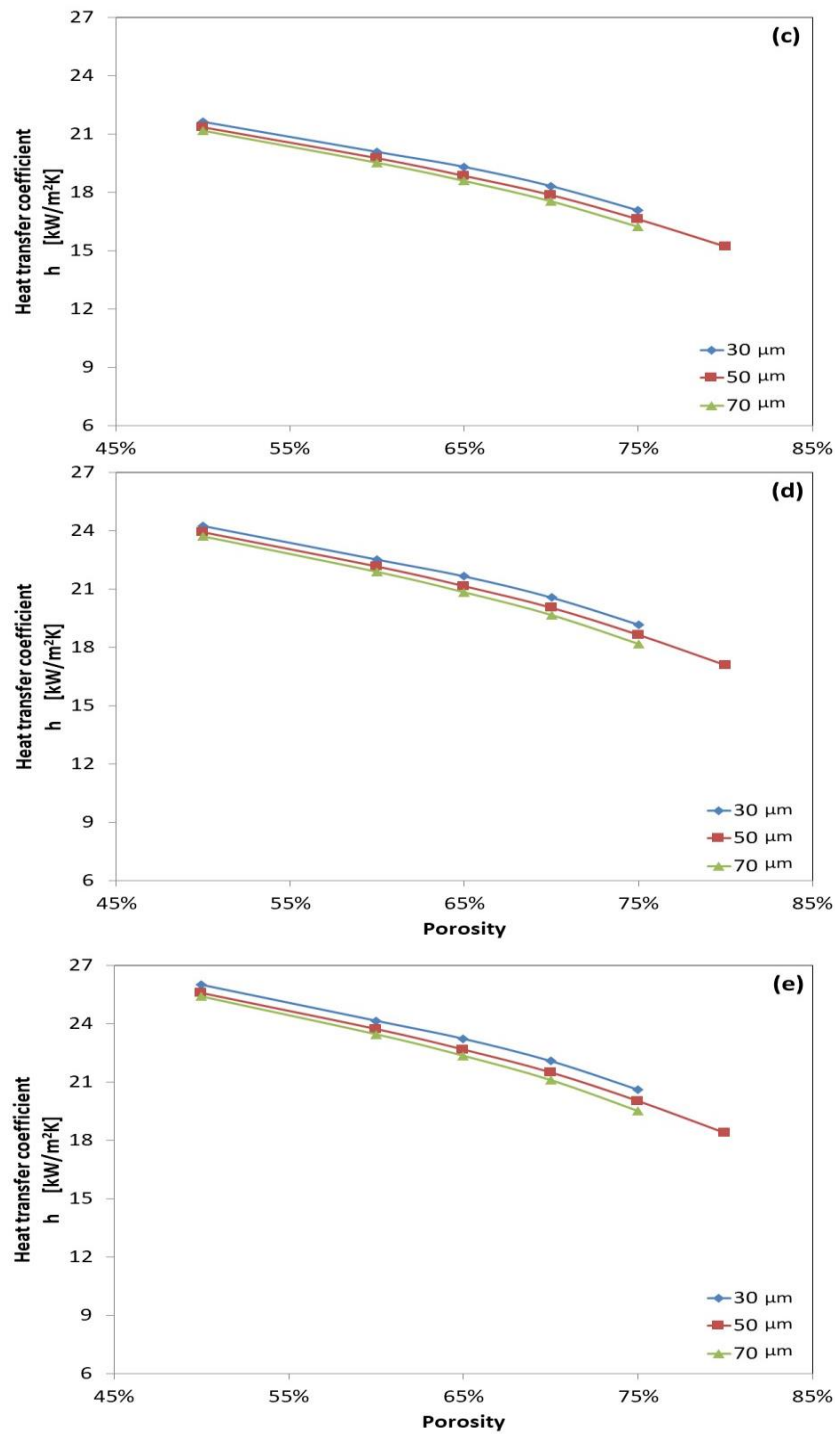 27
(c)
24
21
18
15
12
9
6
Heat transfer coefficient
h [kW/m²K]
30 μm
50 μm
70 μm
45%
55%
65%
75%
85%
27
(d)
24
21
18
15
12
9
6
Heat transfer coefficient
h [kW/m²K]
30 μm
50 μm
70 μm
45%
55%
65%
75%
85%
Porosity
27
(e)
24
21
18
15
12
9
6
Heat transfer coefficient
h [kW/m²K]
30 μm
50 μm
70 μm
45%
55%
65%
75%
85%
Porosity